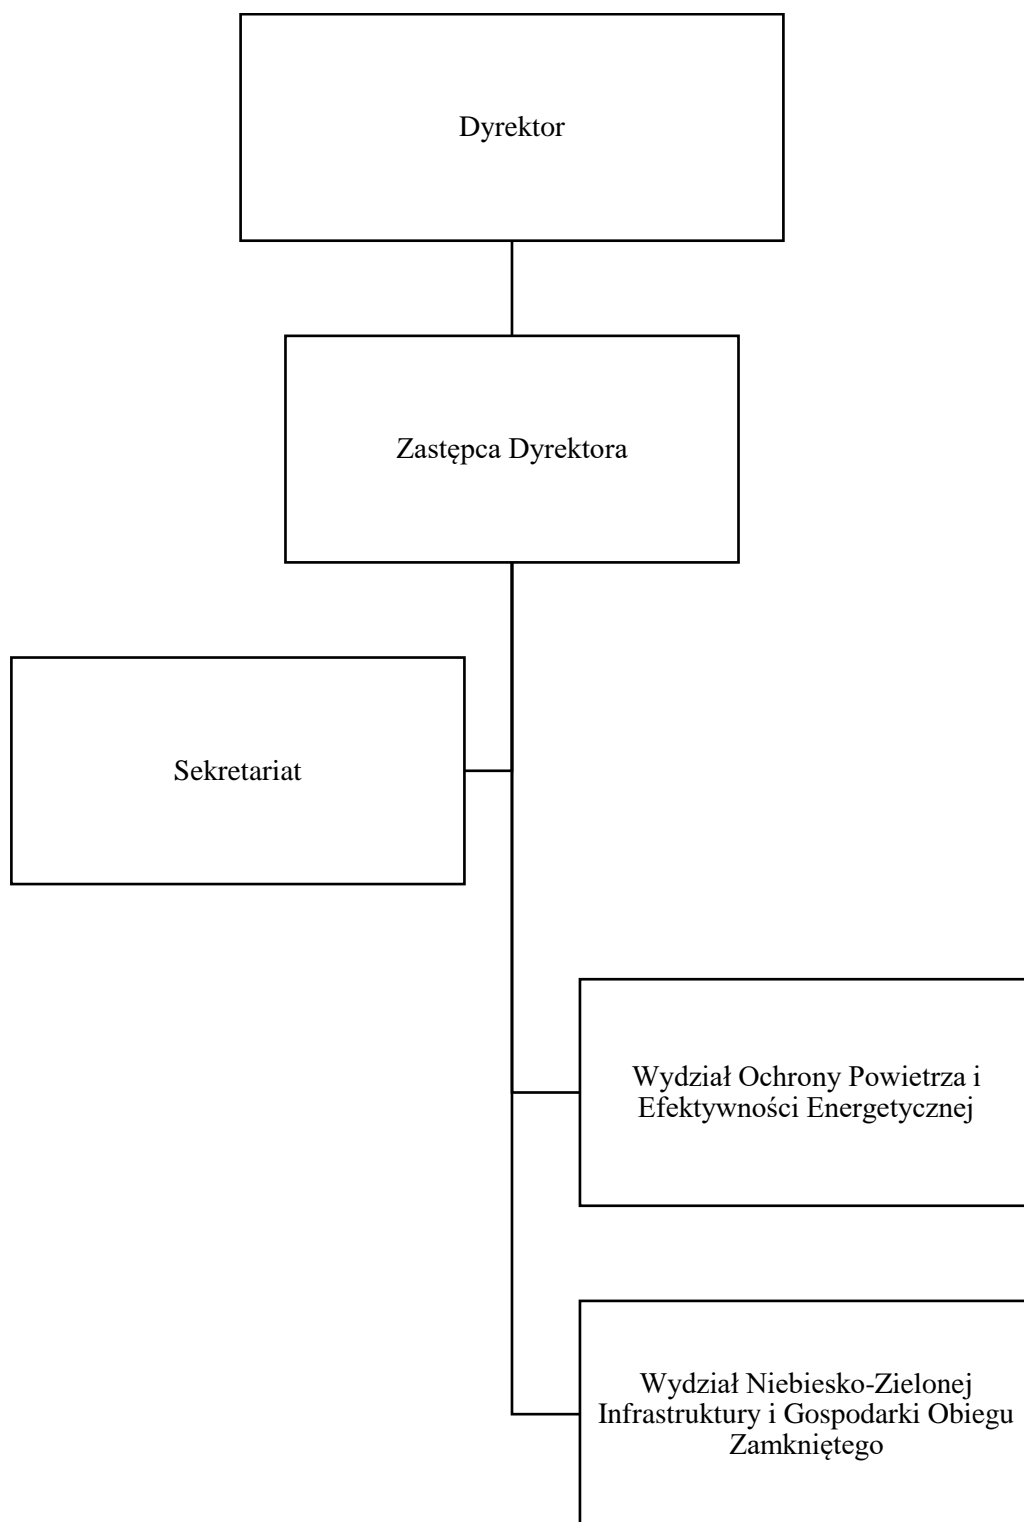 Dyrektor
Zastępca Dyrektora
Sekretariat
Wydział Ochrony Powietrza i
Efektywności Energetycznej
Wydział Niebiesko-Zielonej
Infrastruktury i Gospodarki Obiegu
Zamkniętego